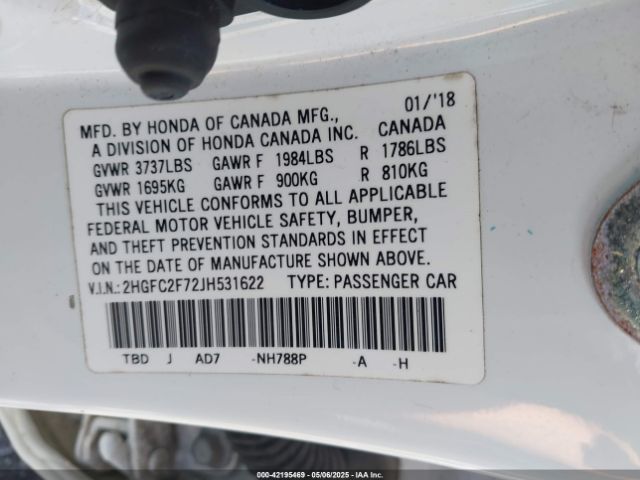 MFD. BY HONDA OF CANADA MFG., 01/'18
A DIVISION OF HONDA CANADA INC. CANADA
GVWR 3737LBS GAWR F 1984LBS R 1786LBS
GVWR 1695KG GAWR F 900KG R 810KG
THIS VEHICLE CONFORMS TO ALL APPLICABLE
FEDERAL MOTOR VEHICLE SAFETY, BUMPER,
AND THEFT PREVENTION STANDARDS IN EFFECT
ON THE DATE OF MANUFACTURE SHOWN ABOVE.
V.I.N.:2HGFC2F72JH531622 TYPE: PASSENGER CAR
TBD J AD7 -NH788P -A -H
000-42195469 - 05/06/2025 - IAA Inc.